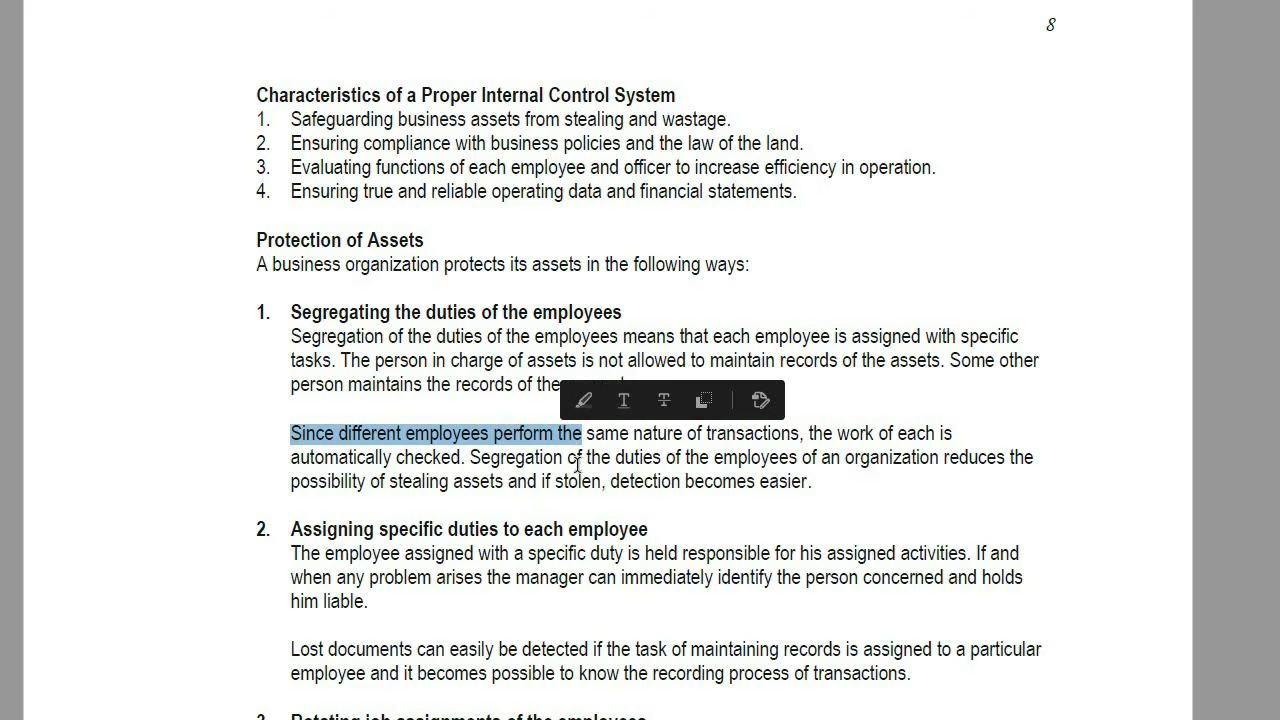 8
Characteristics of a Proper Internal Control System
1. Safeguarding business assets from stealing and wastage.
2. Ensuring compliance with business policies and the law of the land.
3. Evaluating functions of each employee and officer to increase efficiency in operation.
4. Ensuring true and reliable operating data and financial statements.
Protection of Assets
A business organization protects its assets in the following ways:
1. Segregating the duties of the employees
Segregation of the duties of the employees means that each employee is assigned with specific
tasks. The person in charge of assets is not allowed to maintain records of the assets. Some other
person maintains the records of the
Since different employees perform the same nature of transactions, the work of each is
automatically checked. Segregation of the duties of the employees of an organization reduces the
possibility of stealing assets and if stolen, detection becomes easier.
2. Assigning specific duties to each employee
The employee assigned with a specific duty is held responsible for his assigned activities. If and
when any problem arises the manager can immediately identify the person concerned and holds
him liable.
Lost documents can easily be detected if the task of maintaining records is assigned to a particular
employee and it becomes possible to know the recording process of transactions.
3. Rotating job assignments of the employees